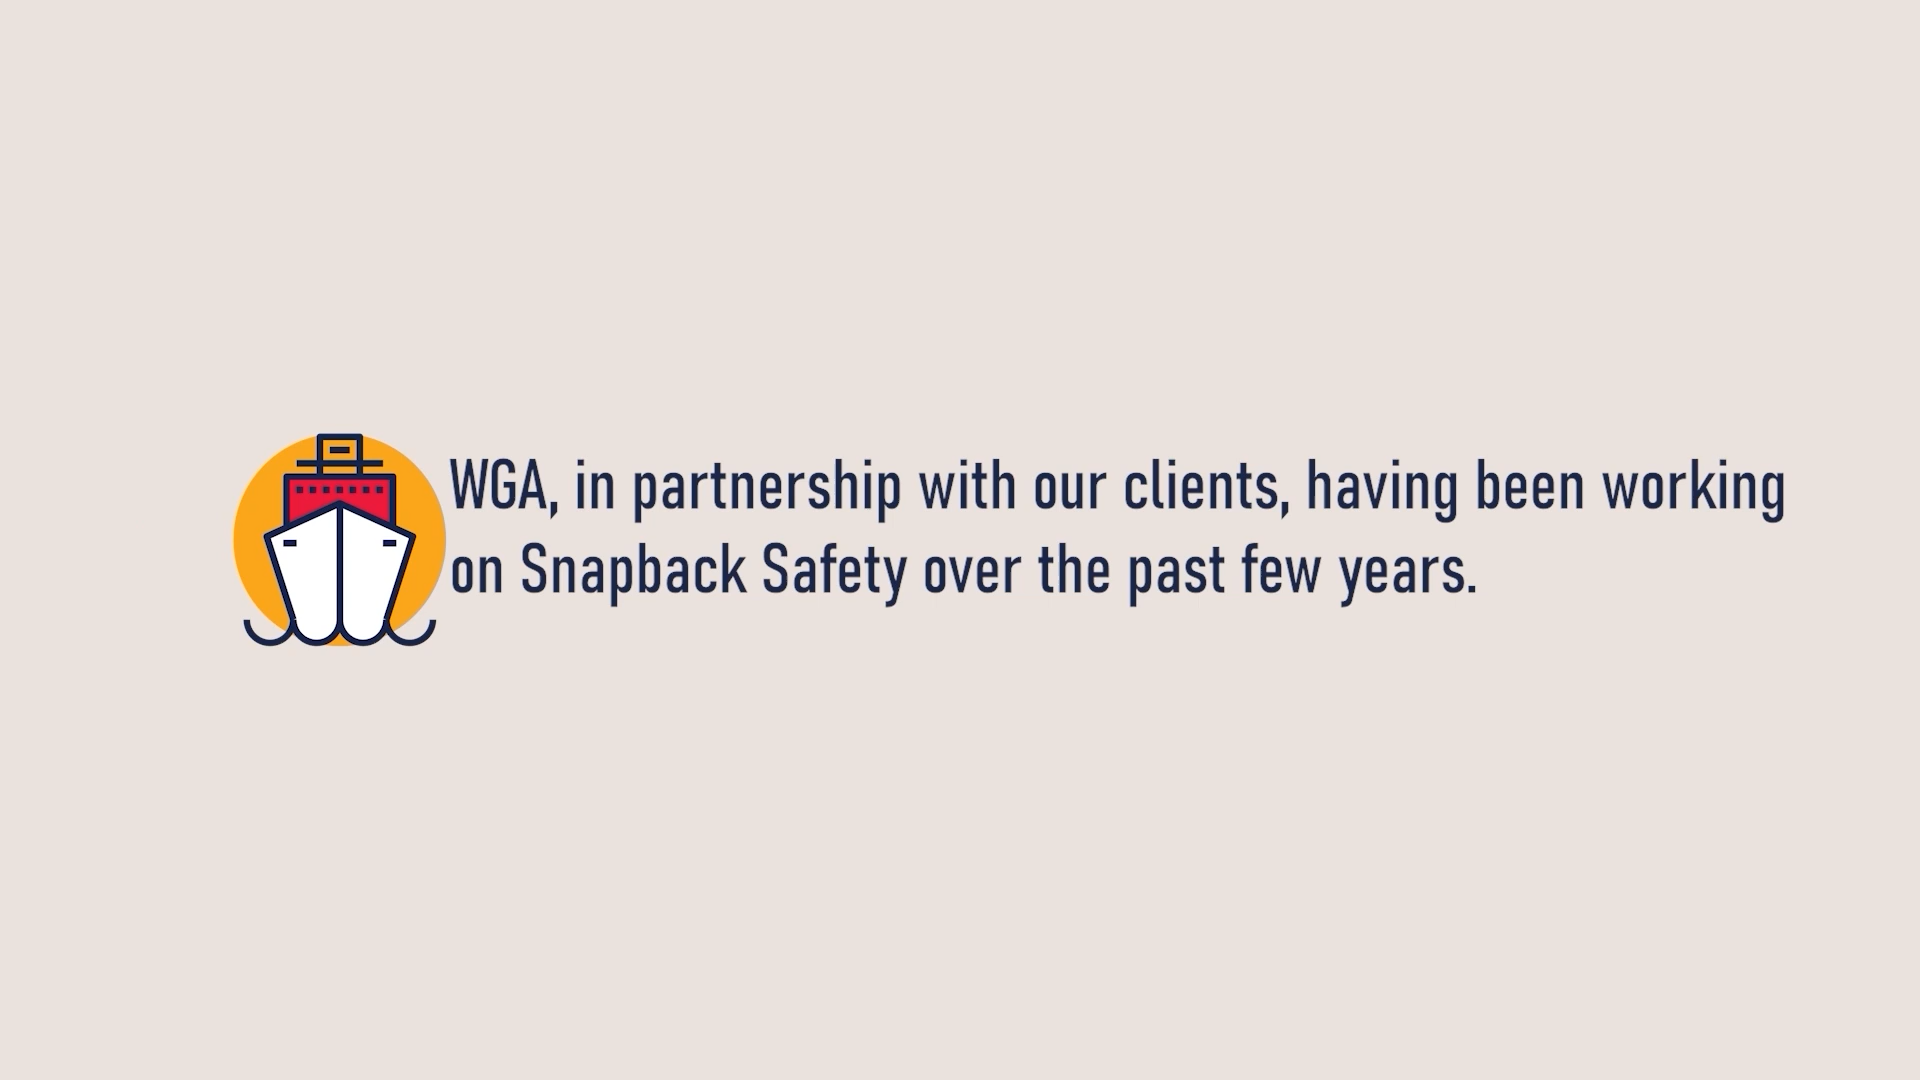 WGA, in partnership with our clients, having been working
on Snapback Safety over the past few years.